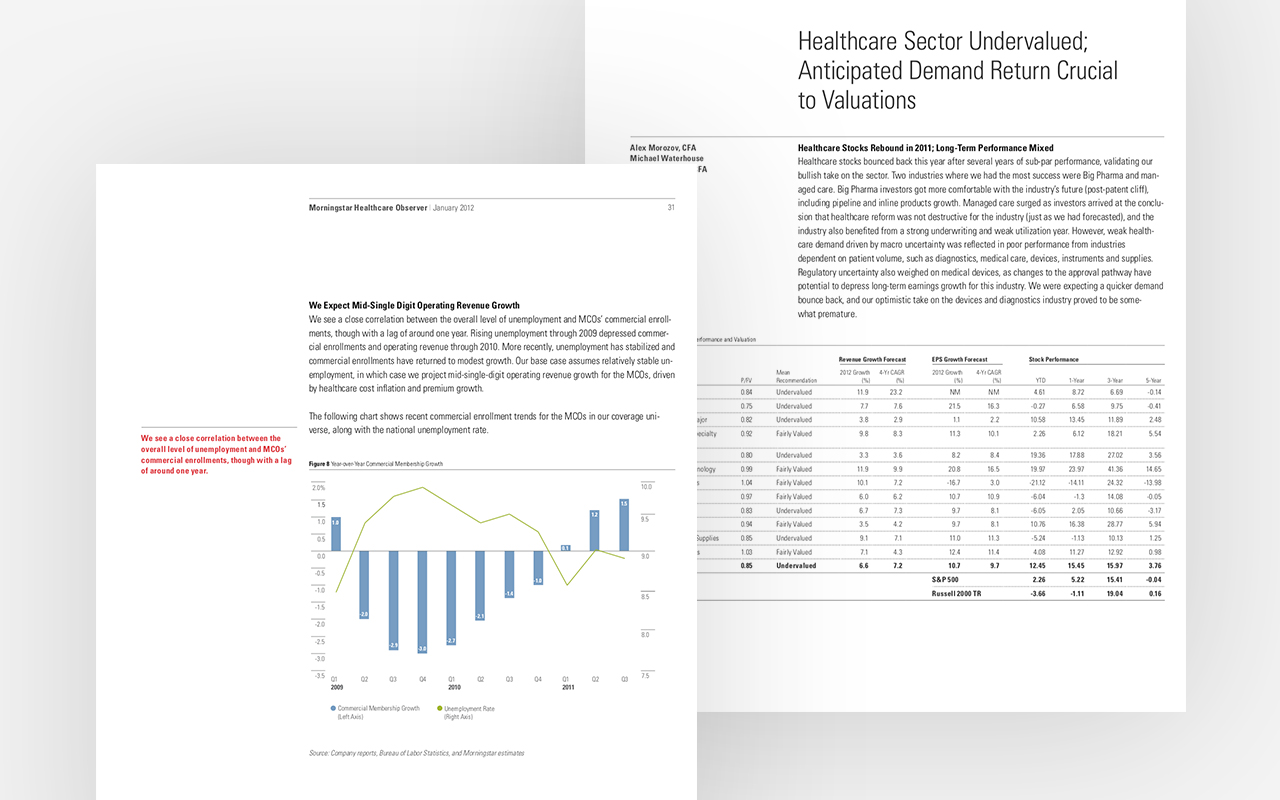 Healthcare Sector Undervalued;
Anticipated Demand Return Crucial
to Valuations
Alex Morozov, CFA
Michael Waterhouse
FA
Healthcare Stocks Rebound in 2011; Long-Term Performance Mixed
Healthcare stocks bounced back this year after several years of sub-par performance, validating our
bullish take on the sector. Two industries where we had the most success were Big Pharma and man-
aged care. Big Pharma investors got more comfortable with the industry's future (post-patent cliff),
including pipeline and inline products growth. Managed care surged as investors arrived at the conclu-
sion that healthcare reform was not destructive for the industry (just as we had forecasted), and the
industry also benefited from a strong underwriting and weak utilization year. However, weak health-
care demand driven by macro uncertainty was reflected in poor performance from industries
dependent on patient volume, such as diagnostics, medical care, devices, instruments and supplies.
Regulatory uncertainty also weighed on medical devices, as changes to the approval pathway have
potential to depress long-term earnings growth for this industry. We were expecting a quicker demand
bounce back, and our optimistic take on the devices and diagnostics industry proved to be some-
what premature.
erformance and Valuation
Revenue Growth Forecast EPS Growth Forecast Stock Performance
P/FV Mean Recommendation 2012 Growth (%) 4-Yr CAGR (%) 2012 Growth (%) 4-Yr CAGR (%) YTD 1-Year 3-Year 5-Year
0.84 Undervalued 11.9 23.2 NM NM 4.61 8.72 6.69 -0.14
0.75 Undervalued 7.7 7.6 21.5 16.3 -0.27 6.58 9.75 -0.41
ajor 0.82 Undervalued 3.8 2.9 1.1 2.2 10.58 13.45 11.89 2.48
ecialty 0.92 Fairly Valued 9.8 8.3 11.3 10.1 2.26 6.12 18.21 5.54
0.80 Undervalued 3.3 3.6 8.2 8.4 19.36 17.88 27.02 3.56
nology 0.99 Fairly Valued 11.9 9.9 20.8 16.5 19.97 23.97 41.36 14.65
s 1.04 Fairly Valued 10.1 7.2 -16.7 3.0 -21.12 -14.11 24.32 -13.98
0.97 Fairly Valued 6.0 6.2 10.7 10.9 -6.04 -1.3 14.08 -0.05
0.83 Undervalued 6.7 7.3 9.7 8.1 -6.05 2.05 10.66 -3.17
0.94 Fairly Valued 3.5 4.2 9.7 8.1 10.76 16.38 28.77 5.94
Supplies 0.85 Undervalued 9.1 7.1 11.0 11.3 -5.24 -1.13 10.13 1.25
s 1.03 Fairly Valued 7.1 4.3 12.4 11.4 4.08 11.27 12.92 0.98
0.85 Undervalued 6.6 7.2 10.7 9.7 12.45 15.45 15.97 3.76
S&P 500 2.26 5.22 15.41 -0.04
Russell 2000 TR -3.66 -1.11 19.04 0.16
Morningstar Healthcare Observer | January 2012 31
We Expect Mid-Single Digit Operating Revenue Growth
We see a close correlation between the overall level of unemployment and MCOs' commercial enroll-
ments, though with a lag of around one year. Rising unemployment through 2009 depressed commer-
cial enrollments and operating revenue through 2010. More recently, unemployment has stabilized and
commercial enrollments have returned to modest growth. Our base case assumes relatively stable un-
employment, in which case we project mid-single-digit operating revenue growth for the MCOs, driven
by healthcare cost inflation and premium growth.
The following chart shows recent commercial enrollment trends for the MCOs in our coverage uni-
verse, along with the national unemployment rate.
We see a close correlation between the
overall level of unemployment and MCOs'
commercial enrollments, though with a lag
of around one year.
Figure 8 Year-over-Year Commercial Membership Growth
2.0% 10.0
1.5
1.0 9.5
0.5
0.0 9.0
-0.5
-1.0
-1.5 8.5
-2.0
-2.5 8.0
-3.0
-3.5 7.5
1.0 -2.0 -2.9 -3.0 -2.7 -2.1 -1.4 -1.0 0.1 1.2 1.5
Q1 Q2 Q3 Q4 Q1 Q2 Q3 Q4 Q1 Q2 Q3
2009 2010 2011
Commercial Membership Growth Unemployment Rate
(Left Axis) (Right Axis)
Source: Company reports, Bureau of Labor Statistics, and Morningstar estimates